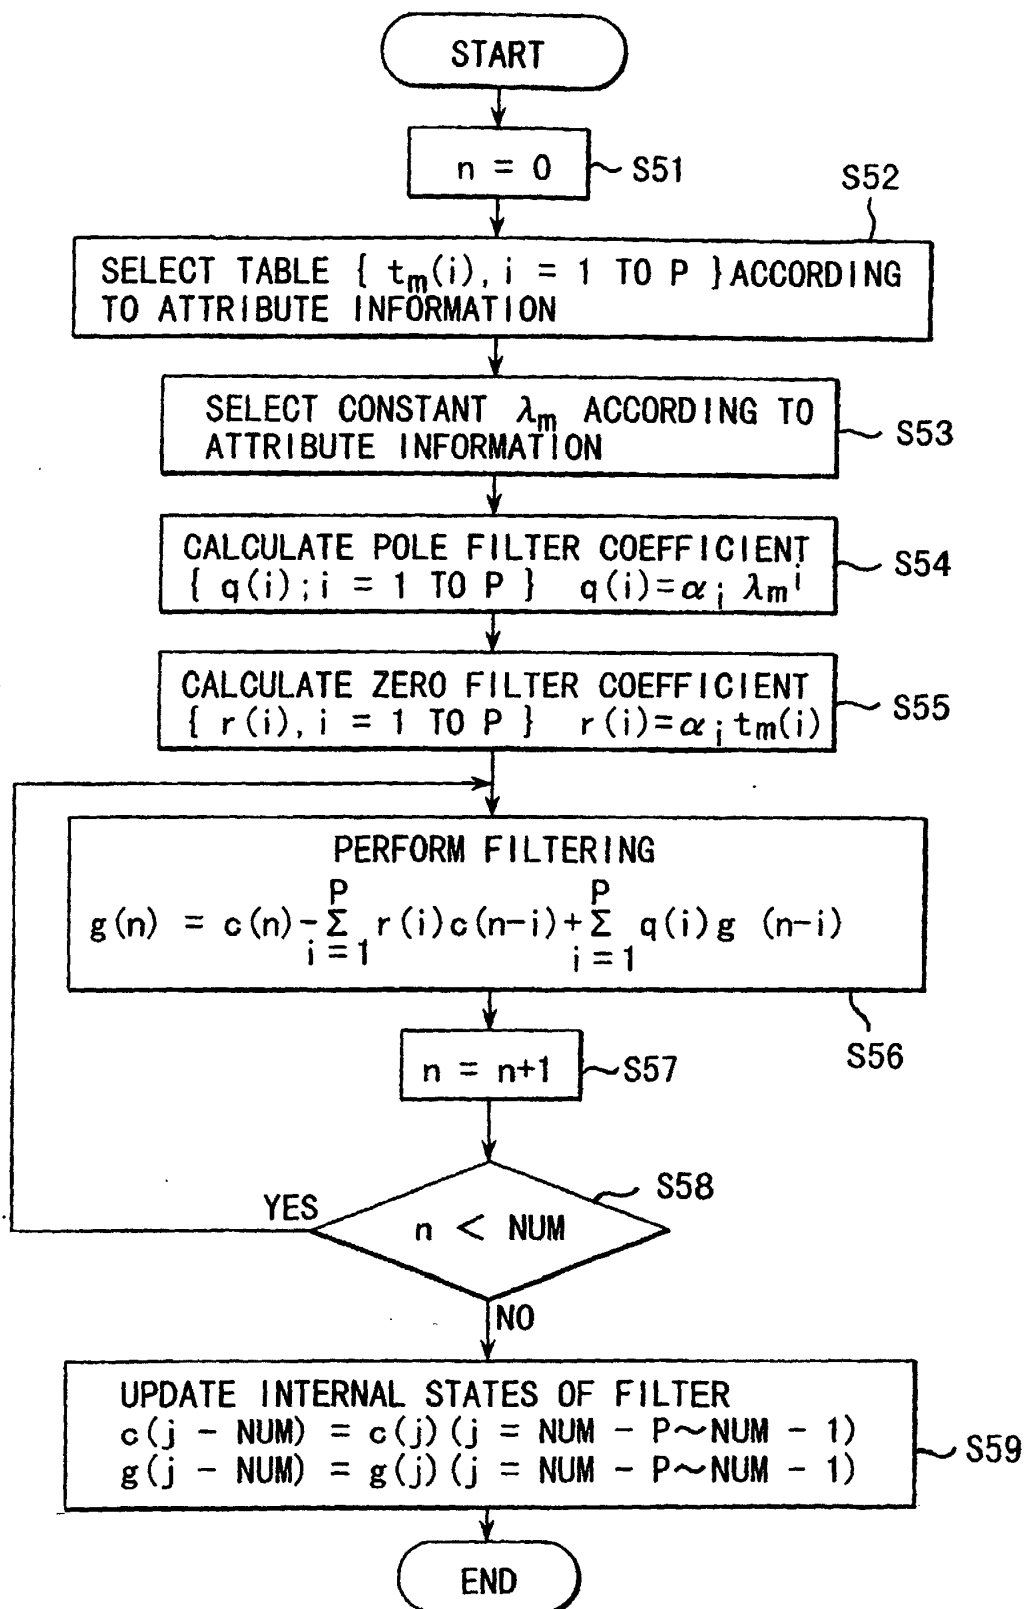 START
n = 0
S51
S52
SELECT TABLE { tₘ(i), i = 1 TO P } ACCORDING
TO ATTRIBUTE INFORMATION
SELECT CONSTANT λₘ ACCORDING TO
ATTRIBUTE INFORMATION
S53
CALCULATE POLE FILTER COEFFICIENT
{ q(i) ; i = 1 TO P } q(i)=αᵢ λₘⁱ
S54
CALCULATE ZERO FILTER COEFFICIENT
{ r(i), i = 1 TO P } r(i)=αᵢ tₘ(i)
S55
PERFORM FILTERING
P P
g(n) = c(n)-Σ r(i)c(n-i)+Σ q(i)g (n-i)
i=1 i=1
S56
n = n+1
S57
S58
YES
n < NUM
NO
UPDATE INTERNAL STATES OF FILTER
c(j - NUM) = c(j) (j = NUM - P~NUM - 1)
g(j - NUM) = g(j) (j = NUM - P~NUM - 1)
S59
END